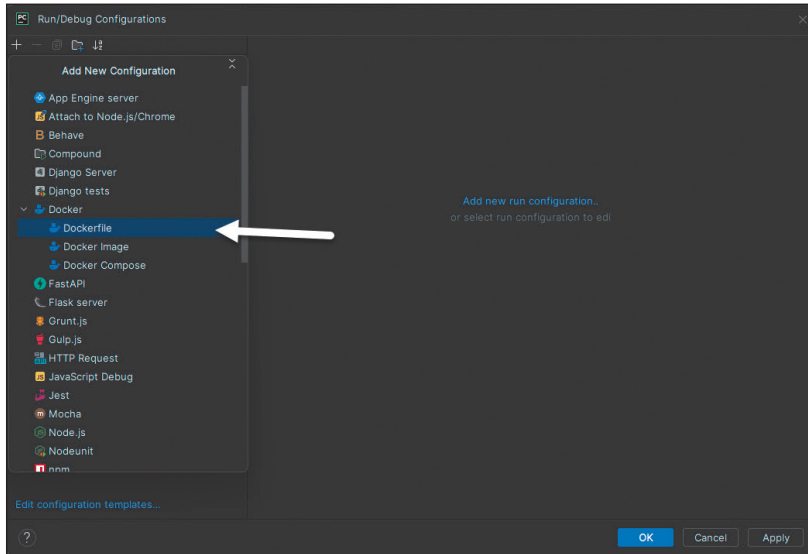 PC
Run/Debug Configurations
Add New Configuration
App Engine server
Attach to Node.js/Chrome
Behave
Compound
Django Server
Django tests
Docker
Dockerfile
Docker Image
Docker Compose
FastAPI
Flask server
Grunt.js
Gulp.js
HTTP Request
JavaScript Debug
Jest
Mocha
Node.js
Nodeunit
npm
Add new run configuration..
or select run configuration to edi
Edit configuration templates...
?
OK Cancel Apply